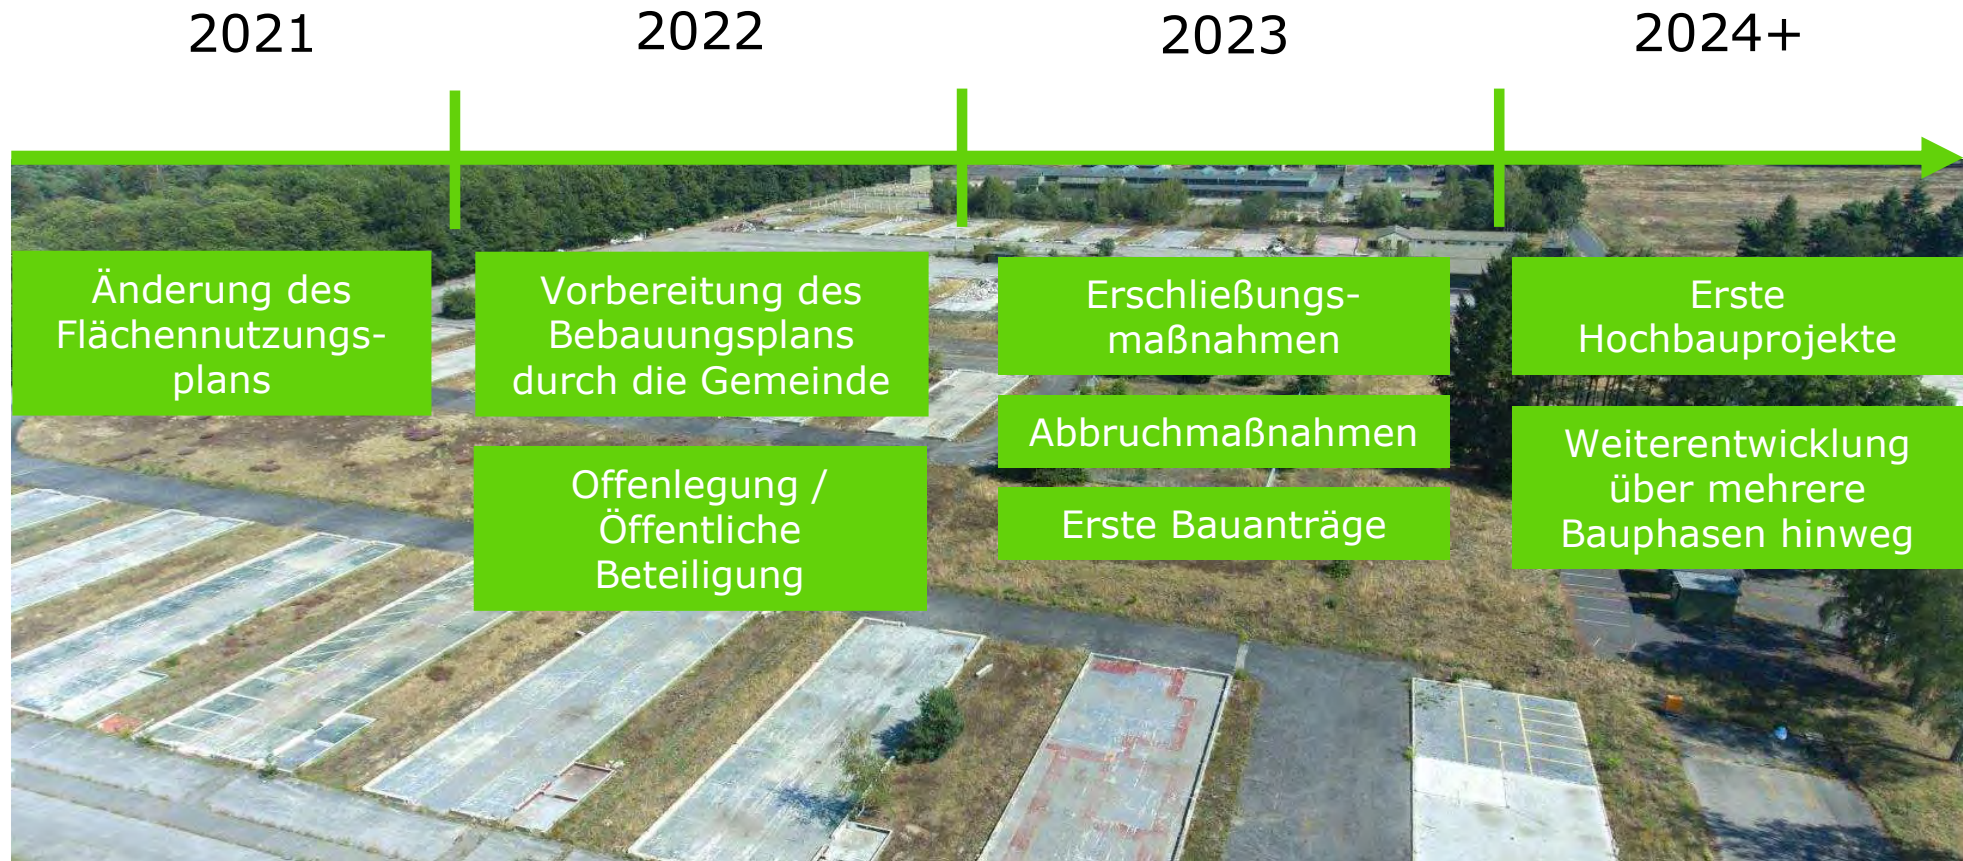 2021
2022
2023
2024+
Änderung des
Flächennutzungs-
plans
Vorbereitung des
Bebauungsplans
durch die Gemeinde
Offenlegung /
Öffentliche
Beteiligung
Erschließungs-
maßnahmen
Abbruchmaßnahmen
Erste Bauanträge
Erste
Hochbauprojekte
Weiterentwicklung
über mehrere
Bauphasen hinweg